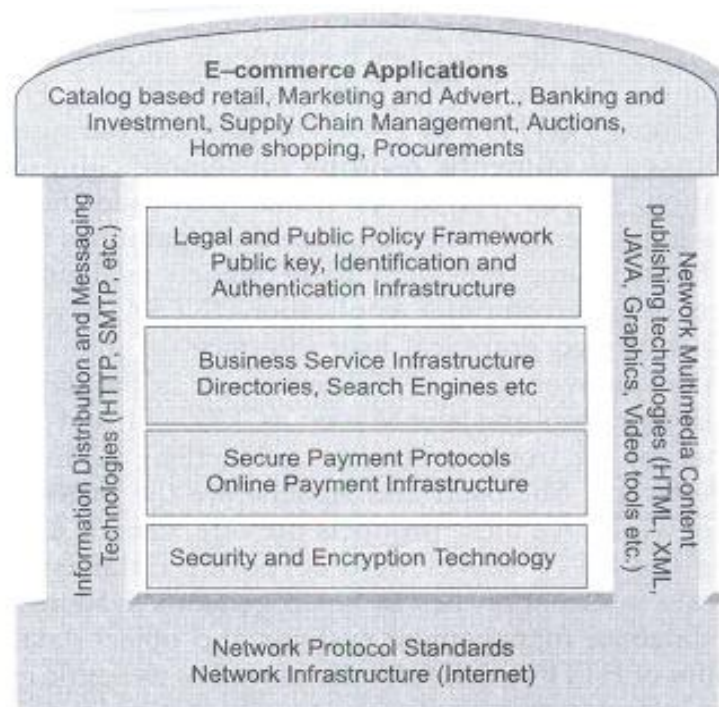 E–commerce Applications
Catalog based retail, Marketing and Advert., Banking and
Investment, Supply Chain Management, Auctions,
Home shopping, Procurements
Information Distribution and Messaging
Technologies (HTTP, SMTP, etc.)
Legal and Public Policy Framework
Public key, Identification and
Authentication Infrastructure
Business Service Infrastructure
Directories, Search Engines etc
Secure Payment Protocols
Online Payment Infrastructure
Security and Encryption Technology
Network Multimedia Content
publishing technologies (HTML, XML,
JAVA, Graphics, Video tools etc.)
Network Protocol Standards
Network Infrastructure (Internet)